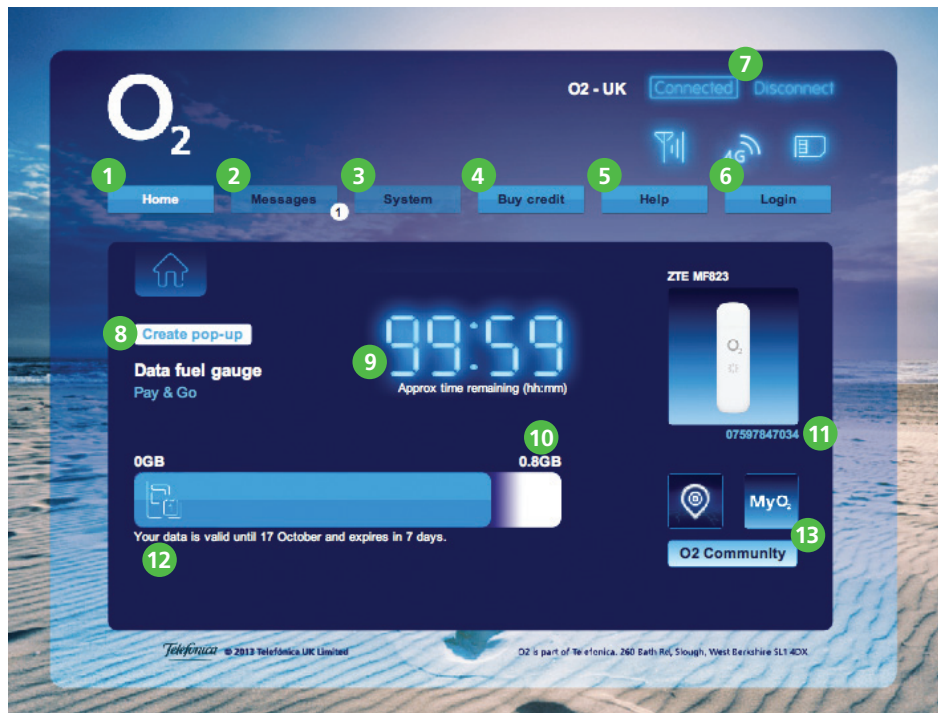 O2
O2 - UK Connected Disconnect
7
4G
1 2 3 4 5 6
Home Messages 1 System Buy credit Help Login
ZTE MF823
8 Create pop-up
99:59
9
Approx time remaining (hh:mm)
Data fuel gauge
Pay & Go
O2
07597847034 11
10
0GB 0.8GB
MyO2
Your data is valid until 17 October and expires in 7 days.
12
13
O2 Community
Telefonica © 2013 Telefónica UK Limited
O2 is part of Telefonica. 260 Bath Rd, Slough, West Berkshire SL1 4DX